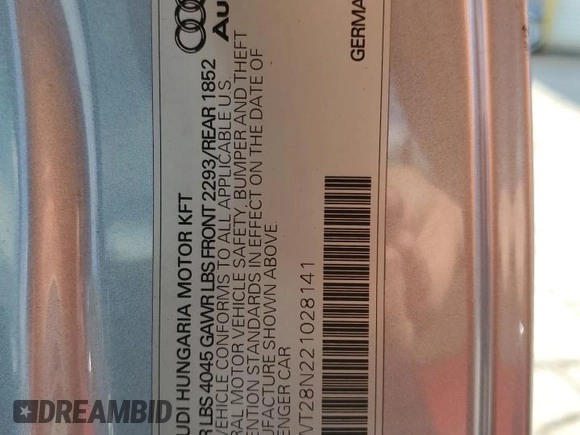 Au
GERMA
UDI HUNGARIA MOTOR KFT
R LBS 4045 GAWR LBS FRONT 2293/REAR 1852
VEHICLE CONFORMS TO ALL APPLICABLE U S
RAL MOTOR VEHICLE SAFETY, BUMPER AND THEFT
ENTION STANDARDS IN EFFECT ON THE DATE OF
UFACTURE SHOWN ABOVE.
ENGER CAR
WT28N221028141
DREAMBID